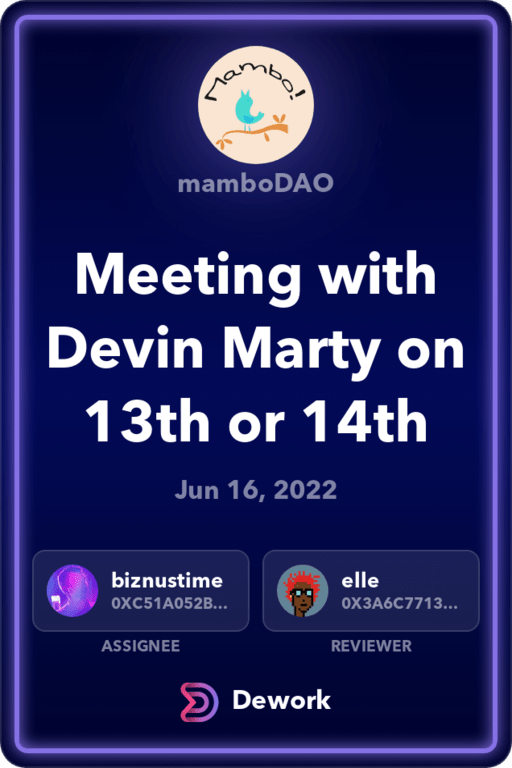 Mambo!
mamboDAO
Meeting with
Devin Marty on
13th or 14th
Jun 16, 2022
biznustime
0XC51A052B...
elle
0X3A6C7713...
ASSIGNEE
REVIEWER
Dework